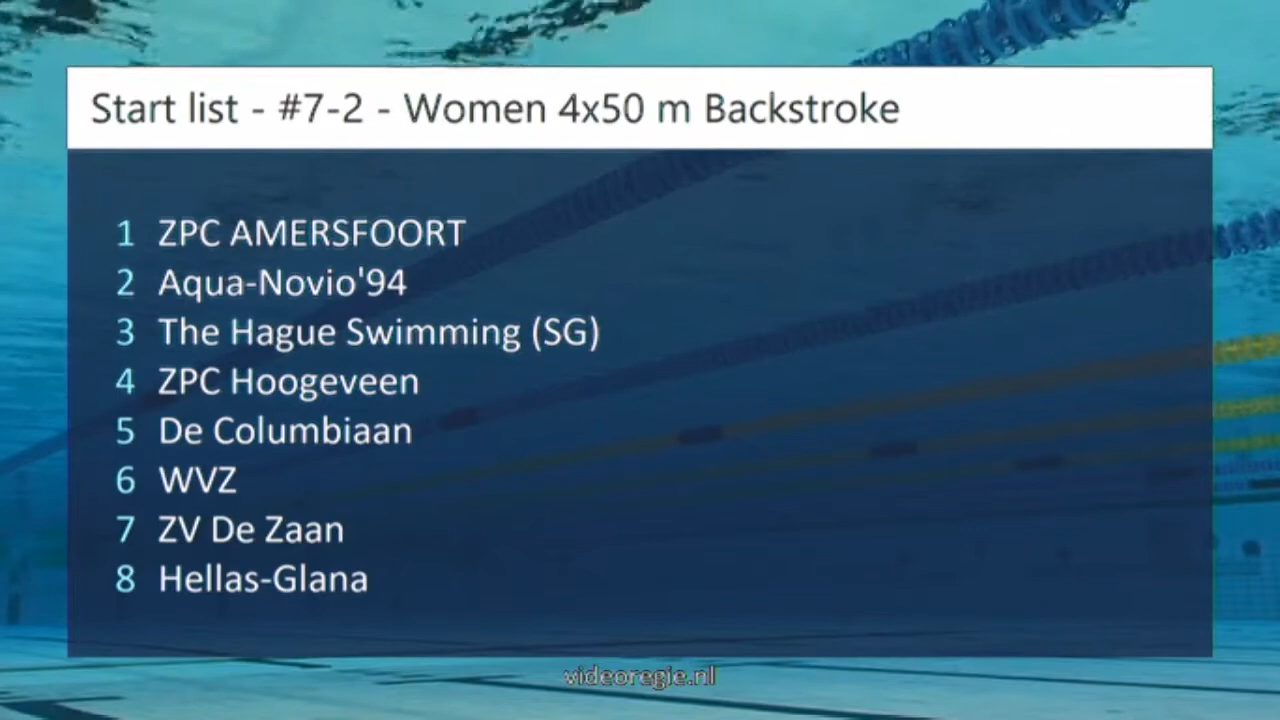 Start list - #7-2 - Women 4x50 m Backstroke
1 ZPC AMERSFOORT
2 Aqua-Novio'94
3 The Hague Swimming (SG)
4 ZPC Hoogeveen
5 De Columbiaan
6 WVZ
7 ZV De Zaan
8 Hellas-Glana
videoregie.nl